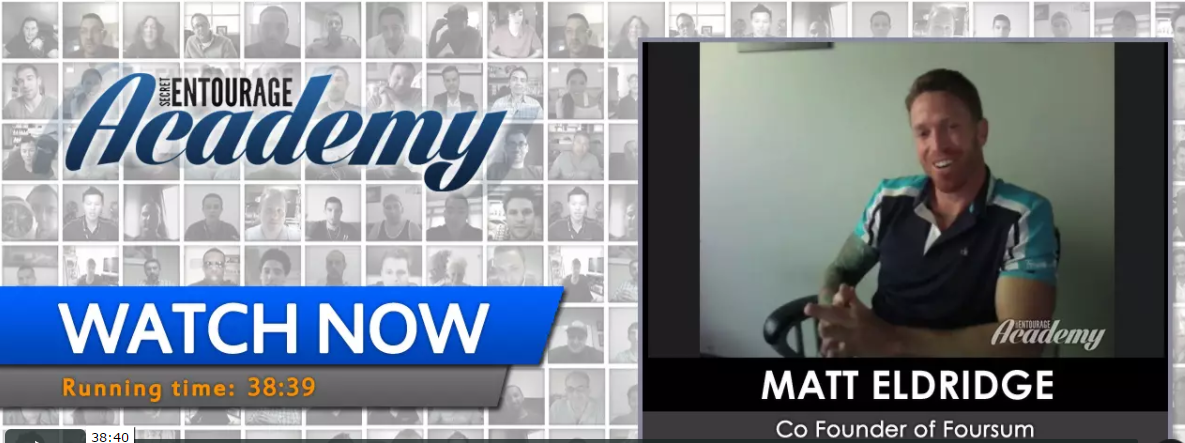 SECRET
ENTOURAGE
Academy
WATCH NOW
Running time: 38:39
38:40
ENTOURAGE
Academy
MATT ELDRIDGE
Co Founder of Foursum